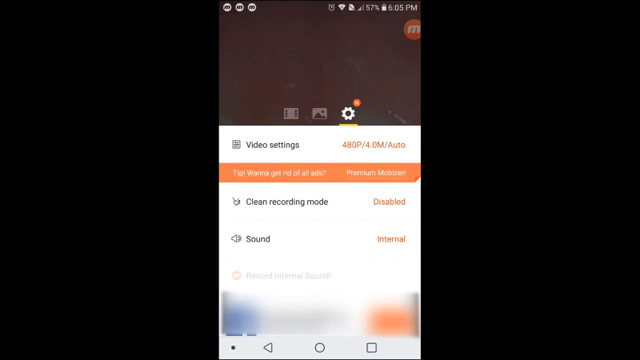 57% 6:05 PM
Video settings 480P/4.0M/Auto
Tip! Wanna get rid of all ads? Premium Mobizen
Clean recording mode Disabled
Sound Internal
Record Internal Sound!